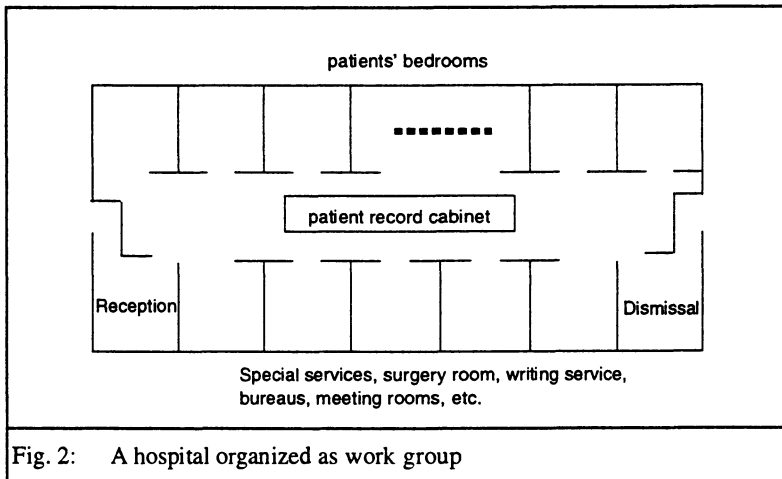 patients' bedrooms
patient record cabinet
Reception
Dismissal
Special services, surgery room, writing service,
bureaus, meeting rooms, etc.
Fig. 2: A hospital organized as work group